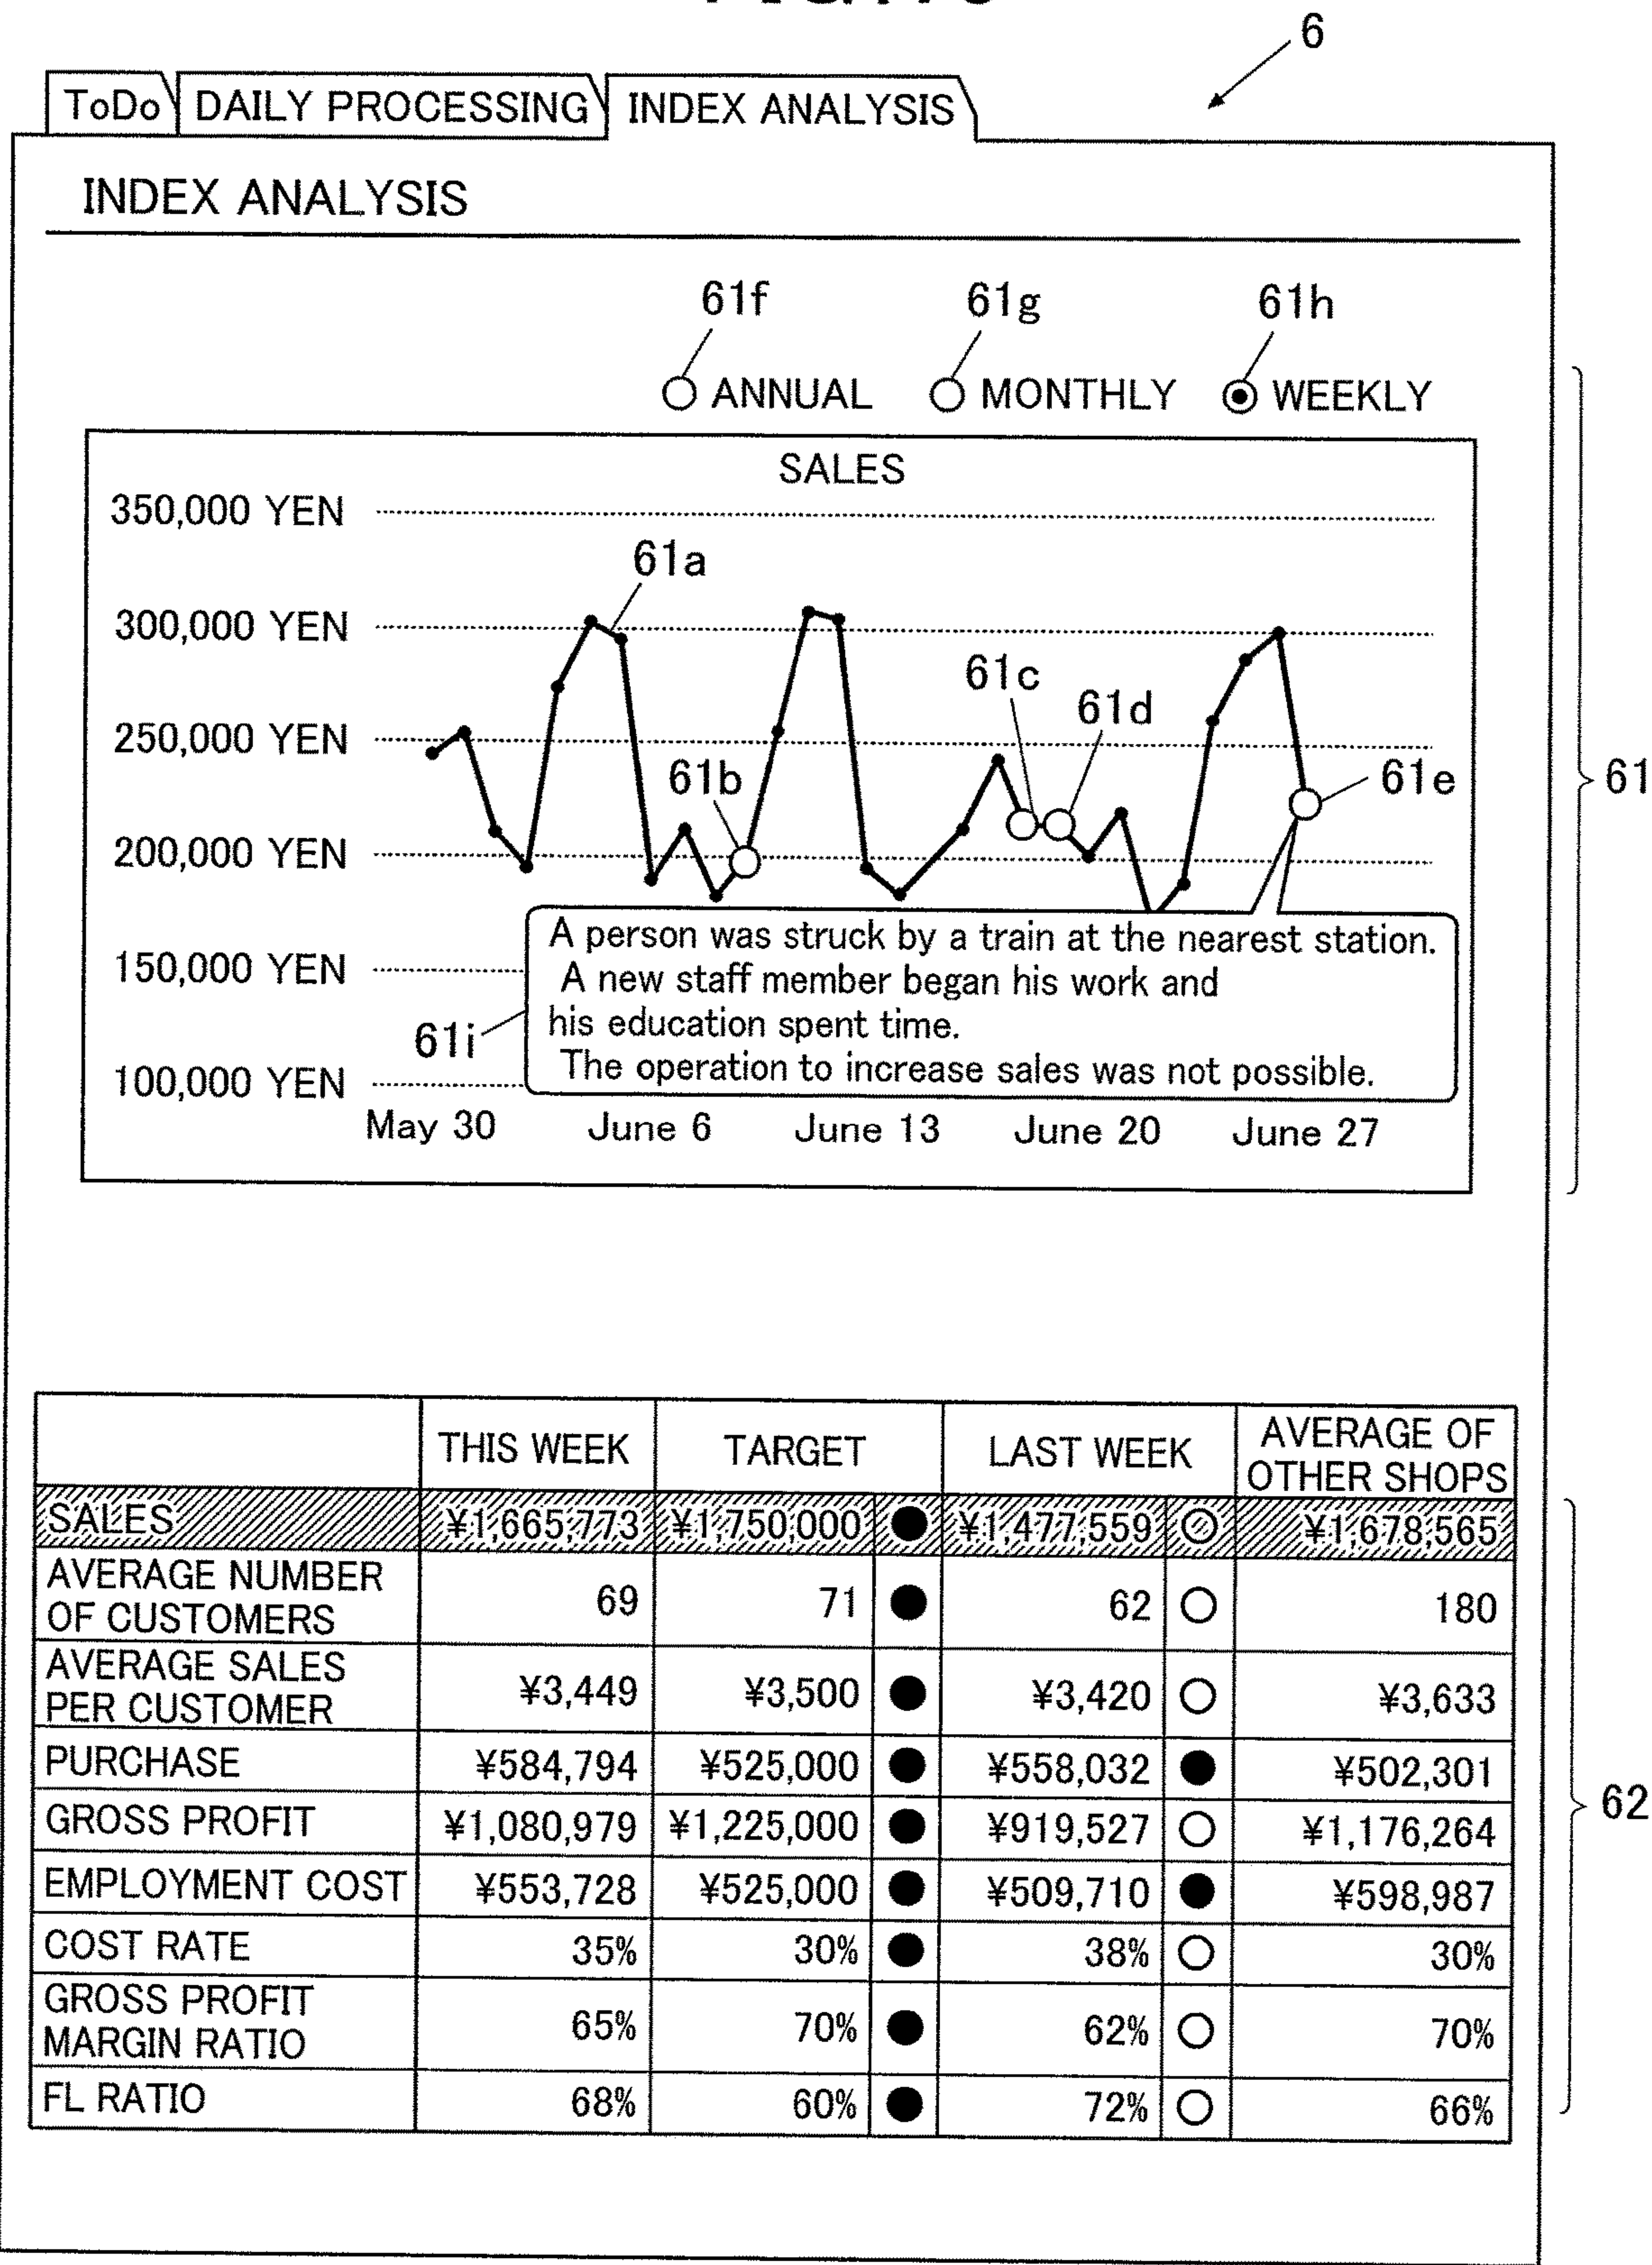 6
ToDo DAILY PROCESSING INDEX ANALYSIS
INDEX ANALYSIS
61f 61g 61h
ANNUAL MONTHLY WEEKLY
SALES
350,000 YEN
61a
300,000 YEN
61c
61d
250,000 YEN
61b
61e
61
200,000 YEN
A person was struck by a train at the nearest station.
150,000 YEN
A new staff member began his work and
his education spent time.
61i
The operation to increase sales was not possible.
100,000 YEN
May 30 June 6 June 13 June 20 June 27
THIS WEEK TARGET LAST WEEK AVERAGE OF
OTHER SHOPS
SALES ¥1,665,773 ¥1,750,000 ¥1,477,559 ¥1,678,565
AVERAGE NUMBER
OF CUSTOMERS 69 71 62 180
AVERAGE SALES
PER CUSTOMER ¥3,449 ¥3,500 ¥3,420 ¥3,633
PURCHASE ¥584,794 ¥525,000 ¥558,032 ¥502,301
62
GROSS PROFIT ¥1,080,979 ¥1,225,000 ¥919,527 ¥1,176,264
EMPLOYMENT COST ¥553,728 ¥525,000 ¥509,710 ¥598,987
COST RATE 35% 30% 38% 30%
GROSS PROFIT
MARGIN RATIO 65% 70% 62% 70%
FL RATIO 68% 60% 72% 66%